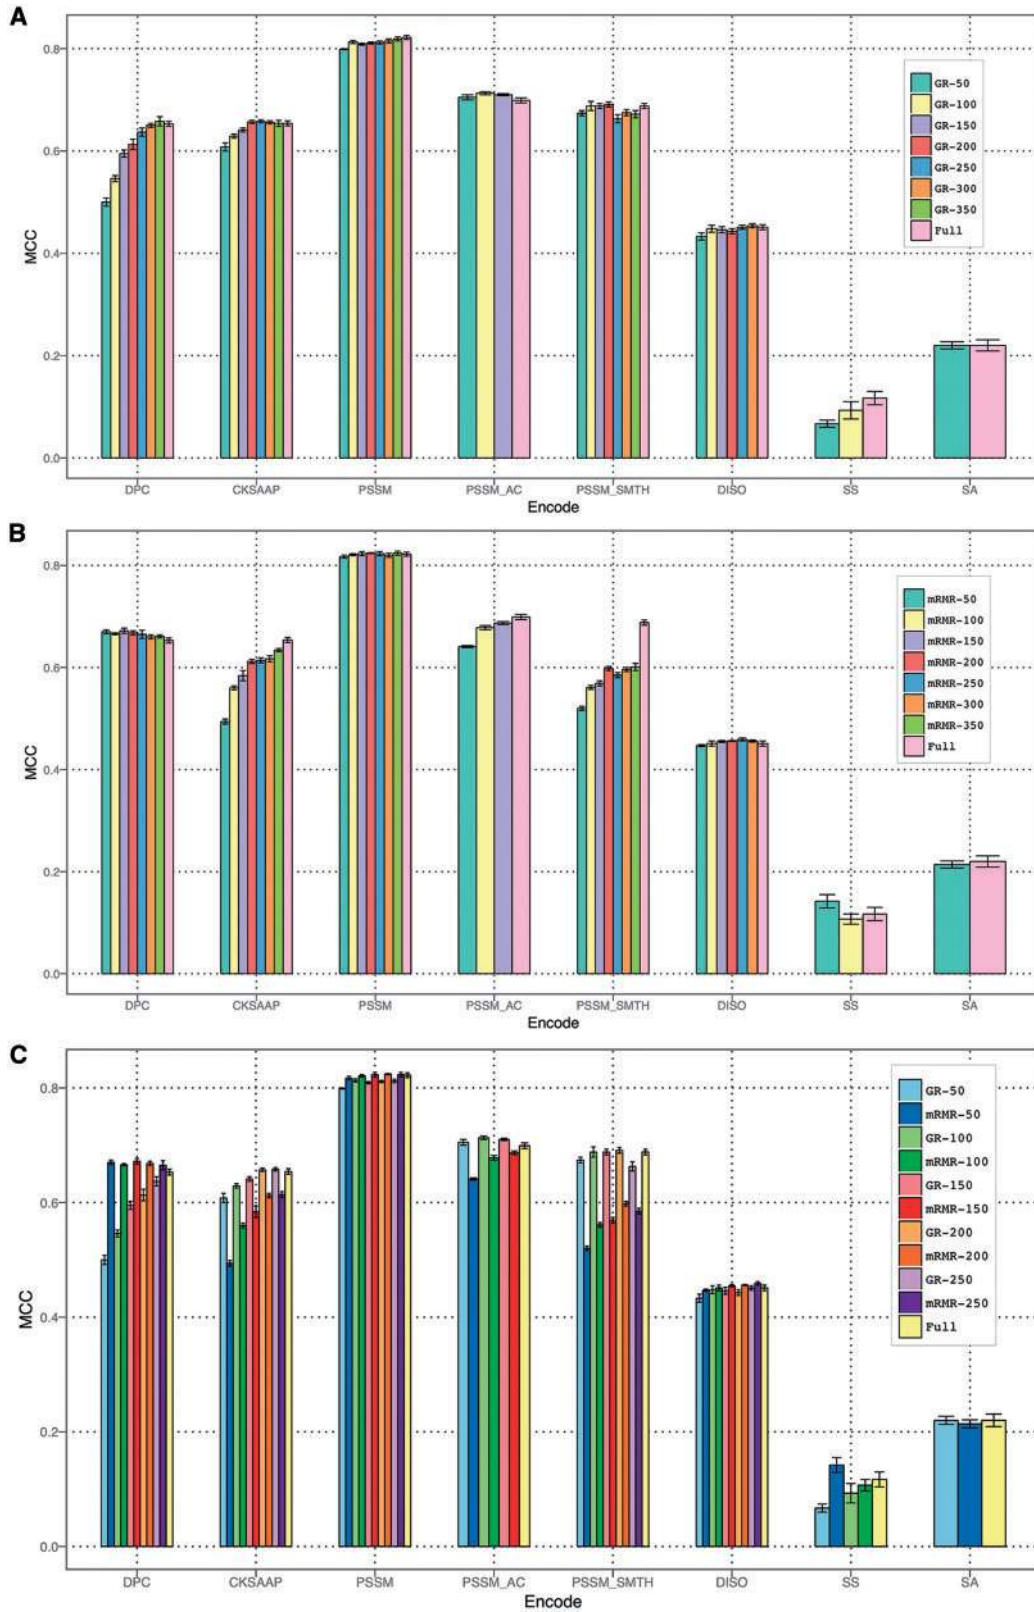 A
0.8
0.6
0.4
0.2
0.0
MCC
GR-50
GR-100
GR-150
GR-200
GR-250
GR-300
GR-350
Full
DPC CKSAAP PSSM PSSM_AC PSSM_SMTH DISO SS SA
Encode
B
0.8
0.6
0.4
0.2
0.0
MCC
mRMR-50
mRMR-100
mRMR-150
mRMR-200
mRMR-250
mRMR-300
mRMR-350
Full
DPC CKSAAP PSSM PSSM_AC PSSM_SMTH DISO SS SA
Encode
C
0.8
0.6
0.4
0.2
0.0
MCC
GR-50
mRMR-50
GR-100
mRMR-100
GR-150
mRMR-150
GR-200
mRMR-200
GR-250
mRMR-250
Full
DPC CKSAAP PSSM PSSM_AC PSSM_SMTH DISO SS SA
Encode